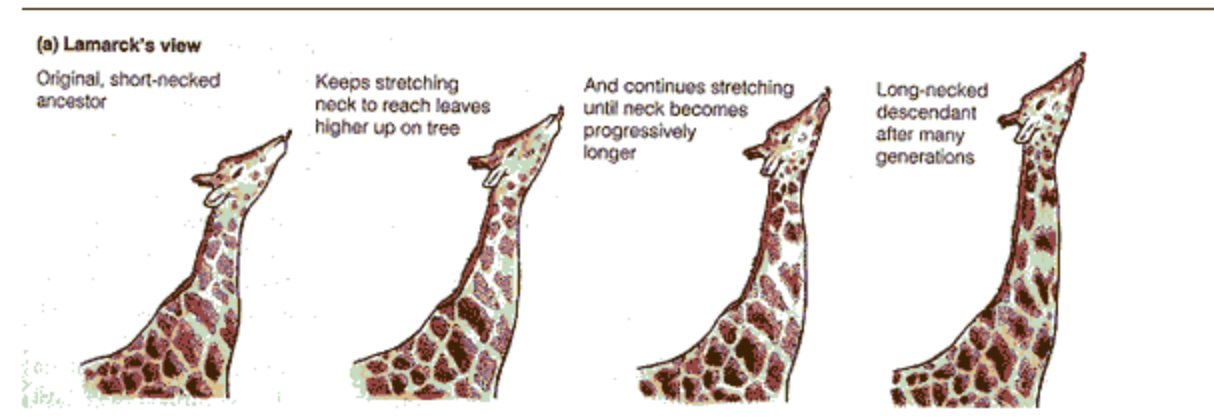 (a) Lamarck's view
Original, short-necked
ancestor
Keeps stretching
neck to reach leaves
higher up on tree
And continues stretching
until neck becomes
progressively
longer
Long-necked
descendant
after many
generations